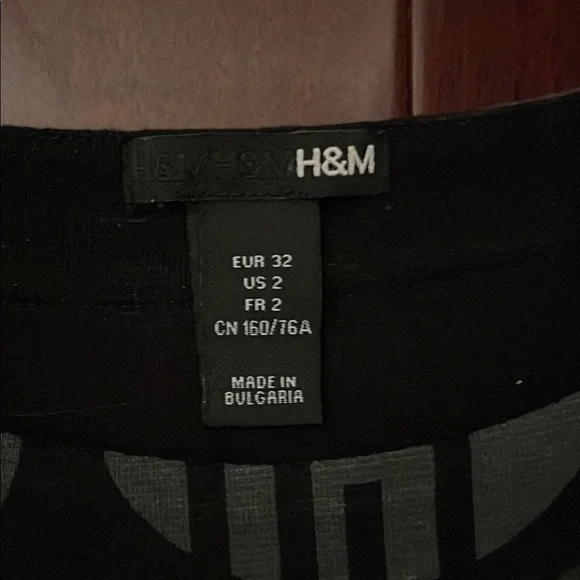 H&M H&M H&M
EUR 32
US 2
FR 2
CN 160/76A
MADE IN
BULGARIA